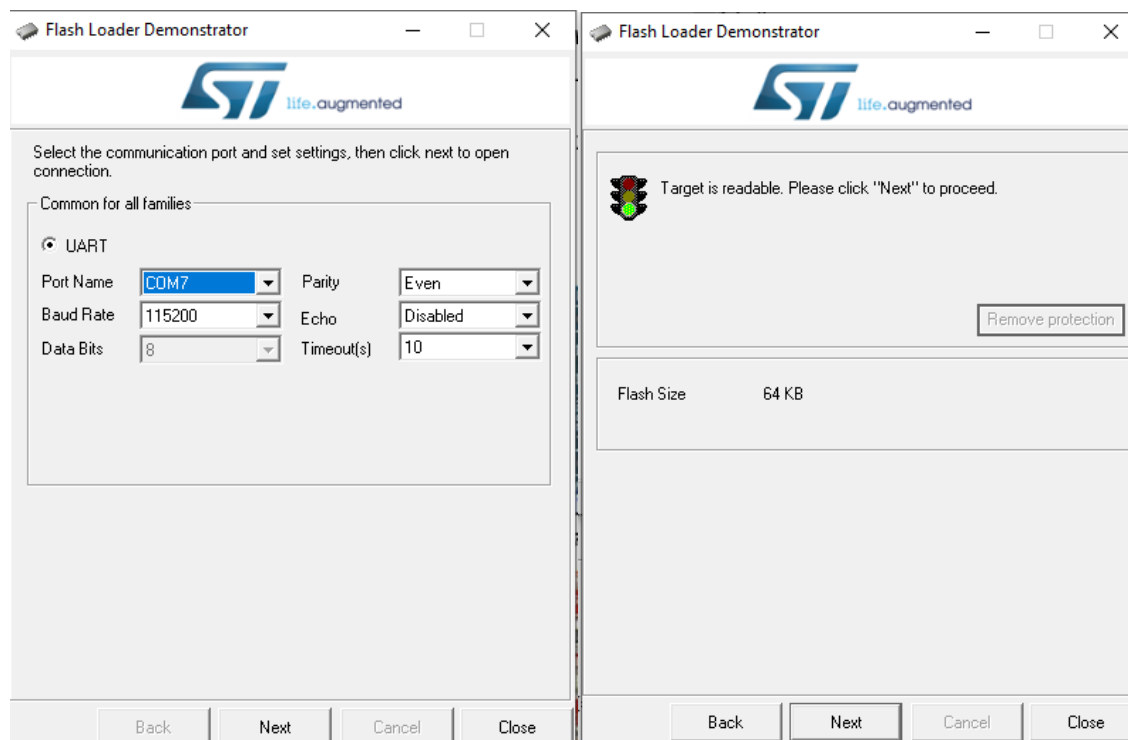 Flash Loader Demonstrator
ST
life.augmented
Select the communication port and set settings, then click next to open
connection.
Common for all families
UART
Port Name COM7 Parity Even
Baud Rate 115200 Echo Disabled
Data Bits 8 Timeout(s) 10
Back Next Cancel Close
Flash Loader Demonstrator
ST
life.augmented
Target is readable. Please click "Next" to proceed.
Remove protection
Flash Size 64 KB
Back Next Cancel Close